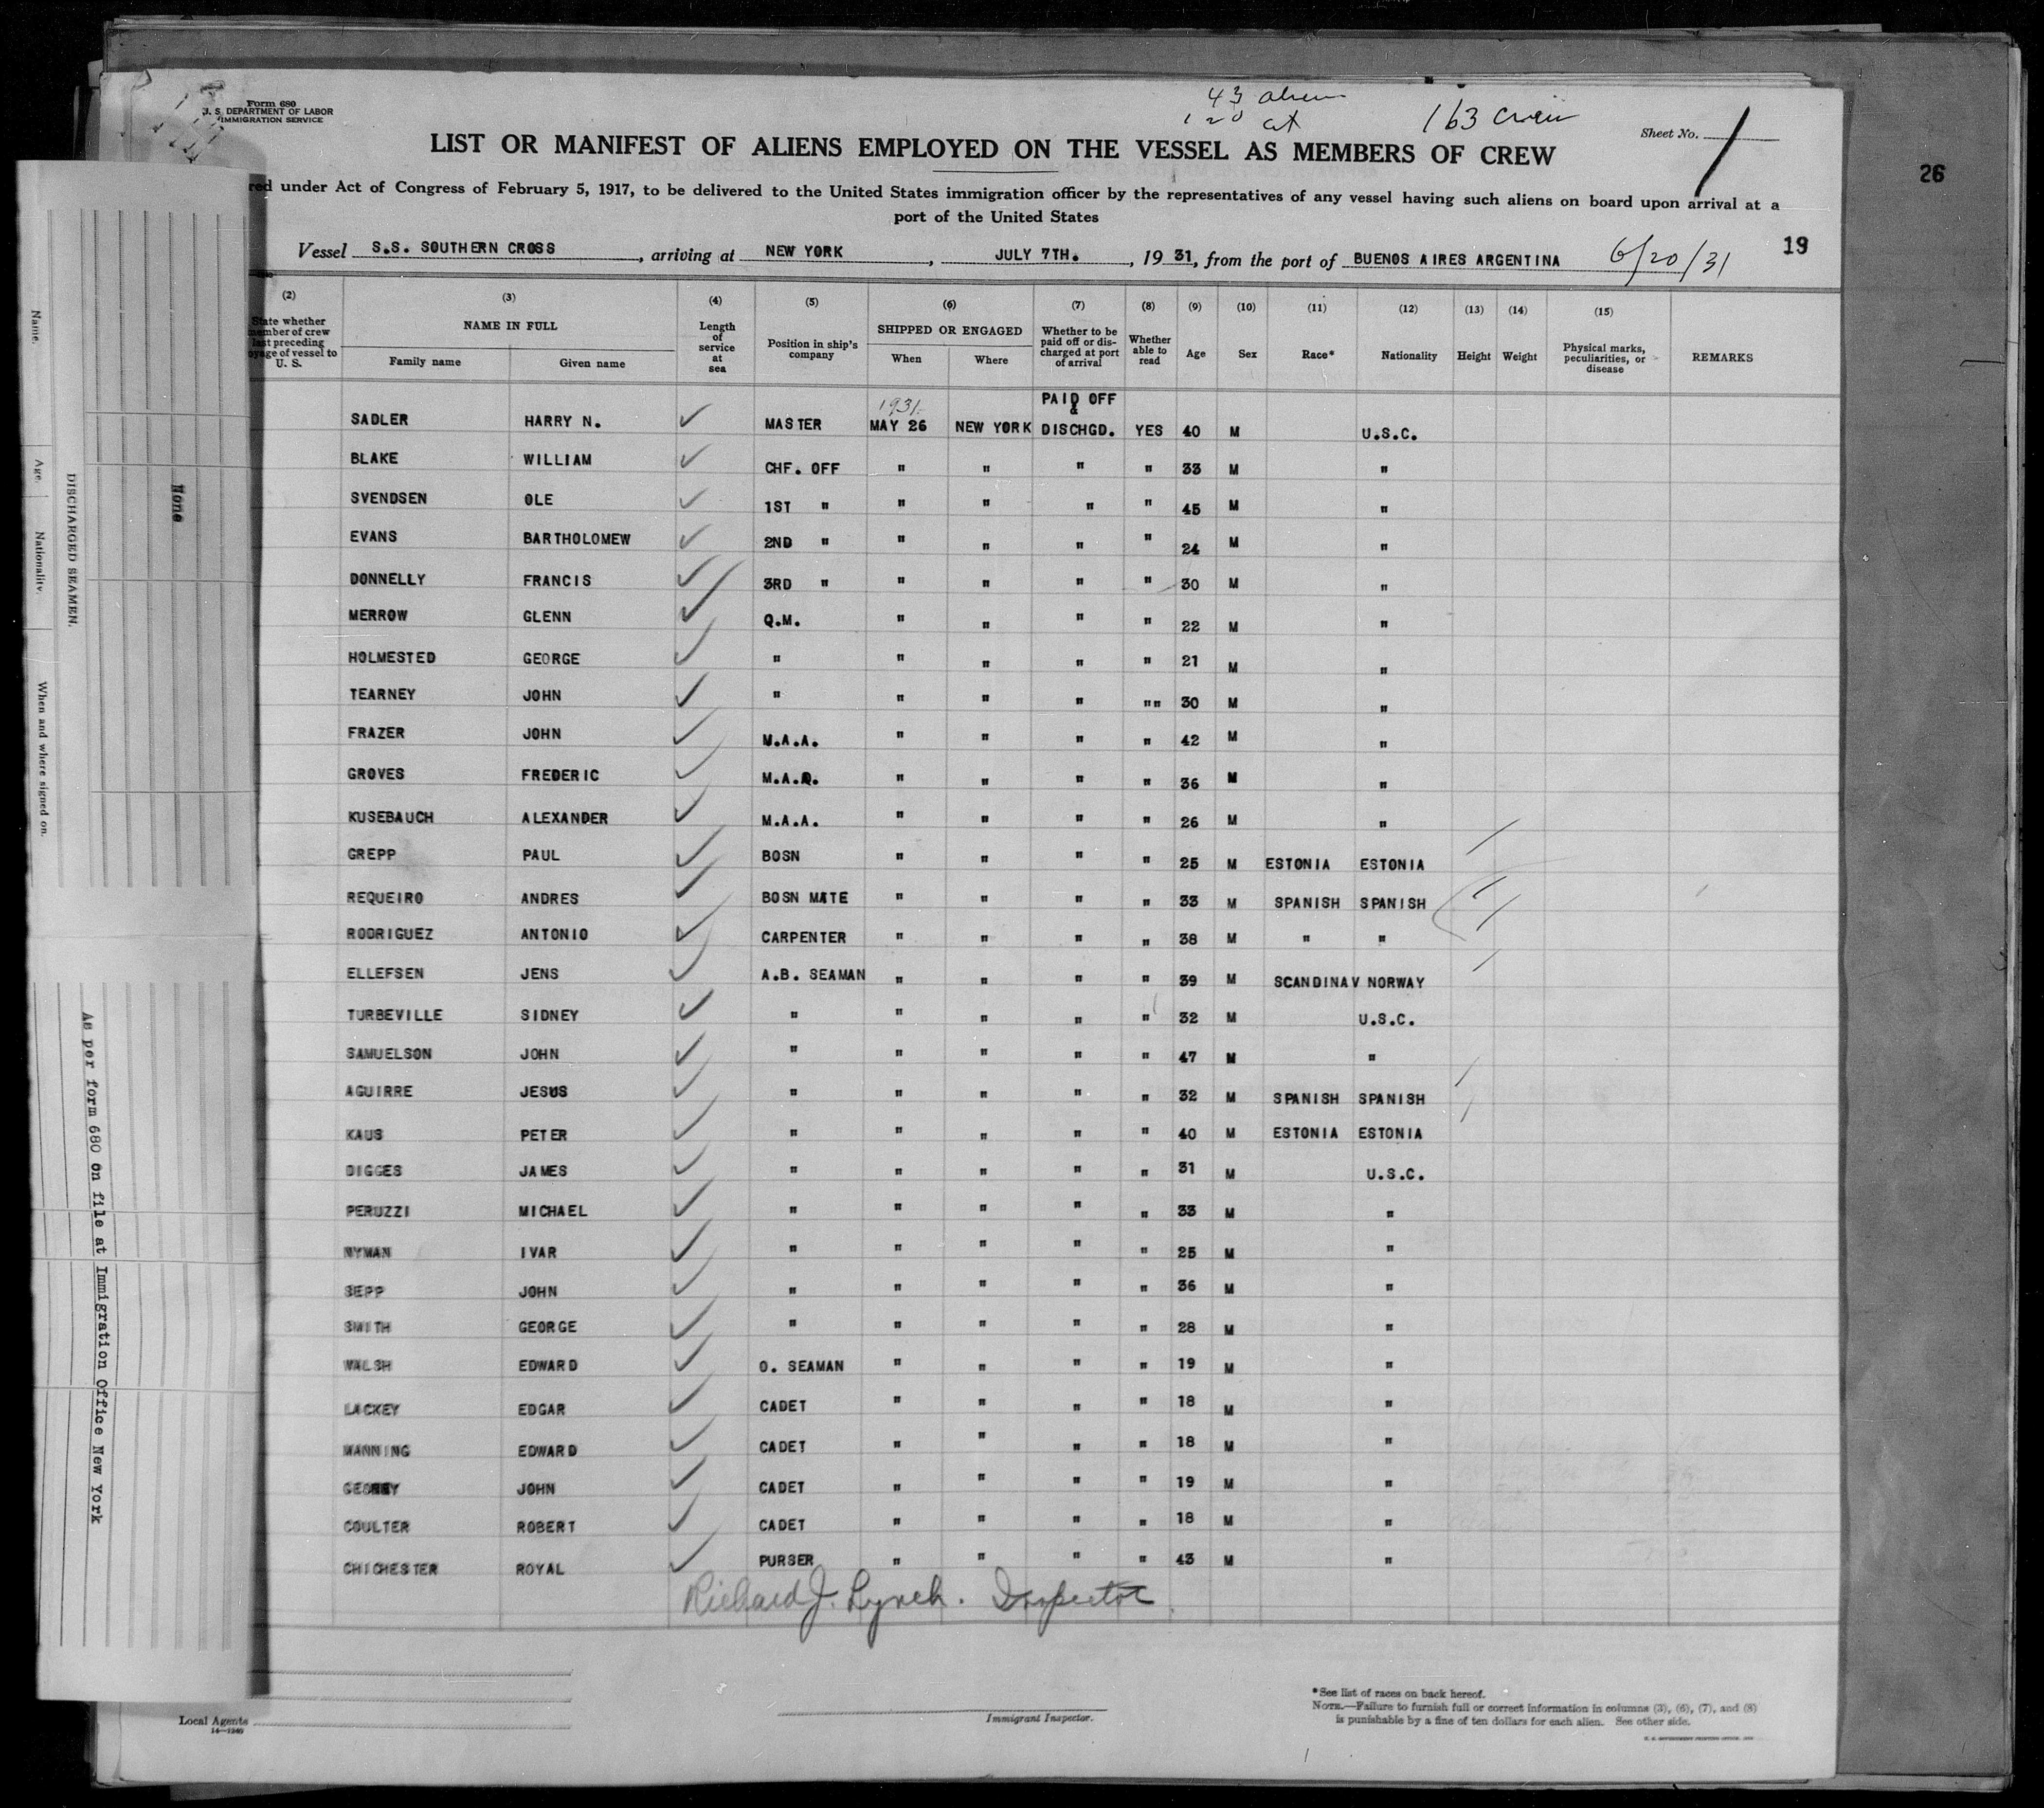 Form 680
U. S. DEPARTMENT OF LABOR
IMMIGRATION SERVICE
43 alien
120 cit
163 crew
Sheet No. 1
LIST OR MANIFEST OF ALIENS EMPLOYED ON THE VESSEL AS MEMBERS OF CREW
26
red under Act of Congress of February 5, 1917, to be delivered to the United States immigration officer by the representatives of any vessel having such aliens on board upon arrival at a
port of the United States
19
Vessel S.S. SOUTHERN CROSS, arriving at NEW YORK, JULY 7TH., 1931, from the port of BUENOS AIRES ARGENTINA 6/20/31
(2) (3) (4) (5) (6) (7) (8) (9) (10) (11) (12) (13) (14) (15)
State whether member of crew last preceding voyage of vessel to U. S.
NAME IN FULL
Family name Given name
Length of service at sea
Position in ship's company
SHIPPED OR ENGAGED
When Where
Whether to be paid off or discharged at port of arrival
Whether able to read
Age Sex Race* Nationality Height Weight
Physical marks, peculiarities, or disease
REMARKS
1931. PAID OFF &
SADLER HARRY N. ✓ MASTER MAY 26 NEW YORK DISCHGD. YES 40 M U.S.C.
BLAKE WILLIAM ✓ CHF. OFF " " " " 33 M "
SVENDSEN OLE ✓ 1ST " " " " " 45 M "
EVANS BARTHOLOMEW ✓ 2ND " " " " " 24 M "
DONNELLY FRANCIS ✓ 3RD " " " " " 30 M "
MERROW GLENN ✓ Q.M. " " " " 22 M "
HOLMESTED GEORGE ✓ " " " " " 21 M "
TEARNEY JOHN ✓ " " " " "" 30 M "
FRAZER JOHN ✓ M.A.A. " " " " 42 M "
GROVES FREDERIC ✓ M.A.A. " " " " 36 M "
KUSEBAUCH ALEXANDER ✓ M.A.A. " " " " 26 M "
GREPP PAUL ✓ BOSN " " " " 25 M ESTONIA ESTONIA
REQUEIRO ANDRES ✓ BOSN MATE " " " " 33 M SPANISH SPANISH
RODRIGUEZ ANTONIO ✓ CARPENTER " " " " 38 M " "
ELLEFSEN JENS ✓ A.B. SEAMAN " " " " 39 M SCANDINAV NORWAY
TURBEVILLE SIDNEY ✓ " " " " " 32 M U.S.C.
SAMUELSON JOHN ✓ " " " " " 47 M "
AGUIRRE JESUS ✓ " " " " " 32 M SPANISH SPANISH
KAUS PETER ✓ " " " " " 40 M ESTONIA ESTONIA
DIGGES JAMES ✓ " " " " " 31 M U.S.C.
PERUZZI MICHAEL ✓ " " " " " 33 M "
NYMAN IVAR ✓ " " " " " 25 M "
SEPP JOHN ✓ " " " " " 36 M "
SMITH GEORGE ✓ " " " " " 28 M "
WALSH EDWARD ✓ O. SEAMAN " " " " 19 M "
LACKEY EDGAR ✓ CADET " " " " 18 M "
MANNING EDWARD ✓ CADET " " " " 18 M "
JOHN ✓ CADET " " " " 19 M "
COULTER ROBERT ✓ CADET " " " " 18 M "
CHICHESTER ROYAL ✓ PURSER " " " " 43 M "
Richard J. Lynch. Inspector
Local Agents
14—1240
Immigrant Inspector.
*See list of races on back hereof.
NOTE.—Failure to furnish full or correct information in columns (3), (6), (7), and (8)
is punishable by a fine of ten dollars for each alien. See other side.
Name. Age. Nationality. When and where signed on.
DISCHARGED SEAMEN.
None
As per form 680 on file at Immigration Office New York